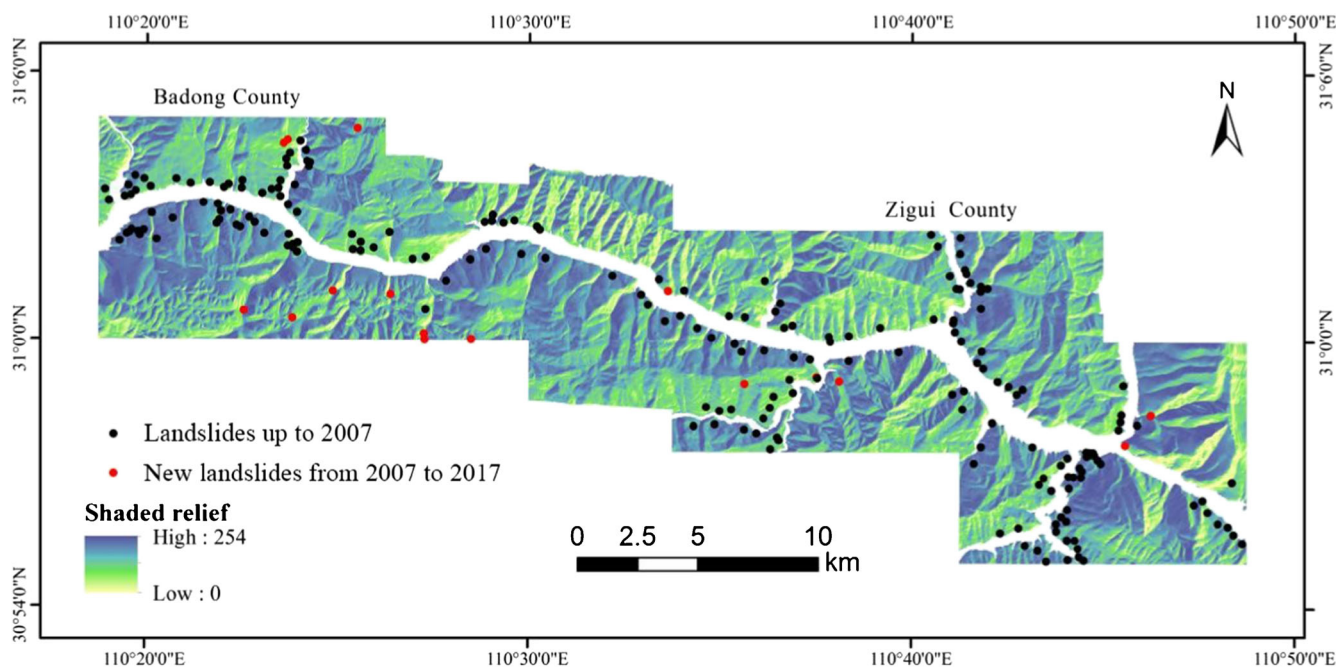 110°20'0"E 110°30'0"E 110°40'0"E 110°50'0"E
31°6'0"N
31°6'0"N
Badong County
N
Zigui County
31°0'0"N
31°0'0"N
Landslides up to 2007
New landslides from 2007 to 2017
Shaded relief
High : 254
Low : 0
0 2.5 5 10
km
30°54'0"N
110°20'0"E 110°30'0"E 110°40'0"E 110°50'0"E